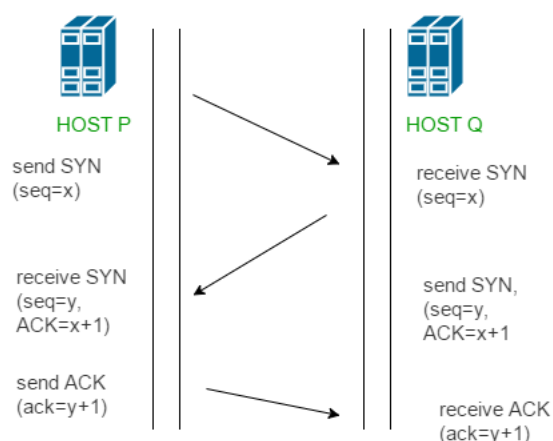 HOST P
HOST Q
send SYN
(seq=x)
receive SYN
(seq=x)
receive SYN
(seq=y,
ACK=x+1)
send SYN,
(seq=y,
ACK=x+1
send ACK
(ack=y+1)
receive ACK
(ack=y+1)